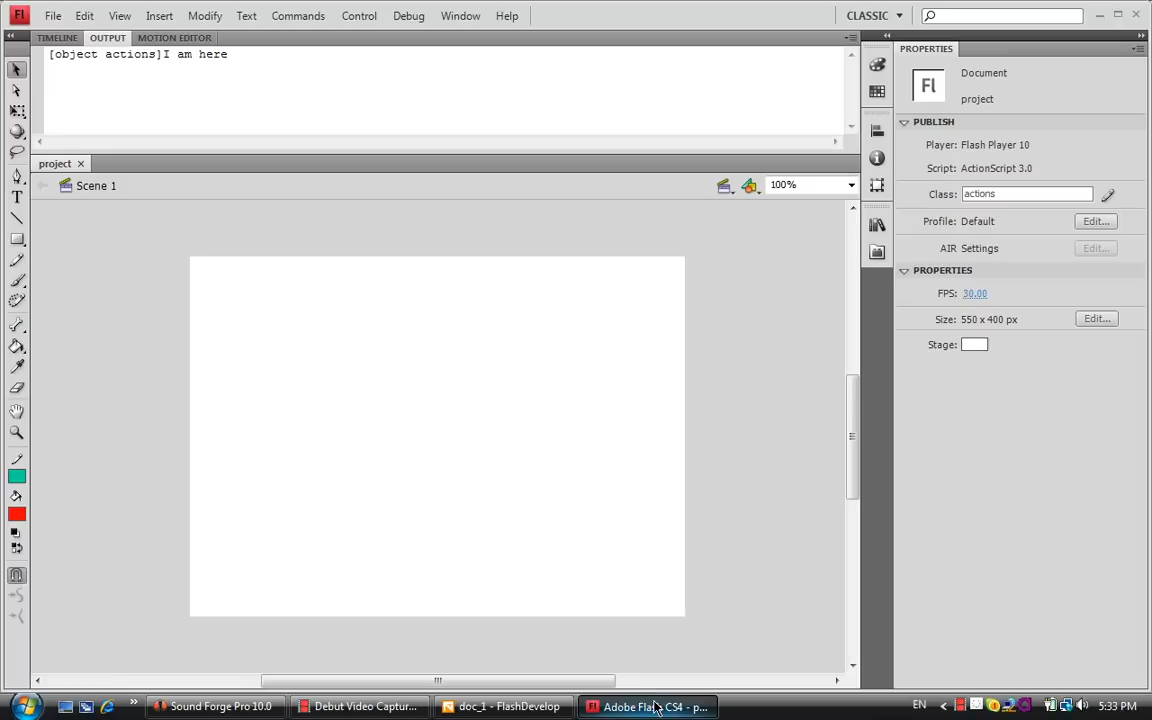 Fl File Edit View Insert Modify Text Commands Control Debug Window Help CLASSIC
TIMELINE OUTPUT MOTION EDITOR
[object actions]I am here
project
Scene 1
100%
T
PROPERTIES
Fl
Document
project
PUBLISH
Player: Flash Player 10
Script: ActionScript 3.0
Class: actions
Profile: Default Edit...
AIR Settings Edit...
PROPERTIES
FPS: 30.00
Size: 550 x 400 px Edit...
Stage:
Sound Forge Pro 10.0 Debut Video Captur... doc_1 - FlashDevelop Fl Adobe Flash CS4 - p... EN 5:33 PM